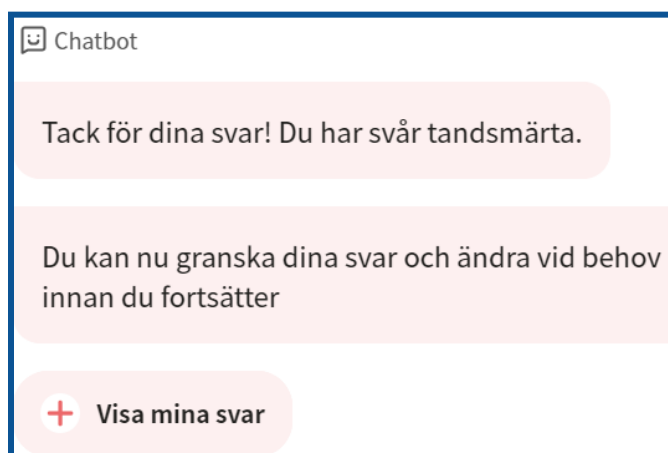 Chatbot
Tack för dina svar! Du har svår tandsmärta.
Du kan nu granska dina svar och ändra vid behov
innan du fortsätter
Visa mina svar